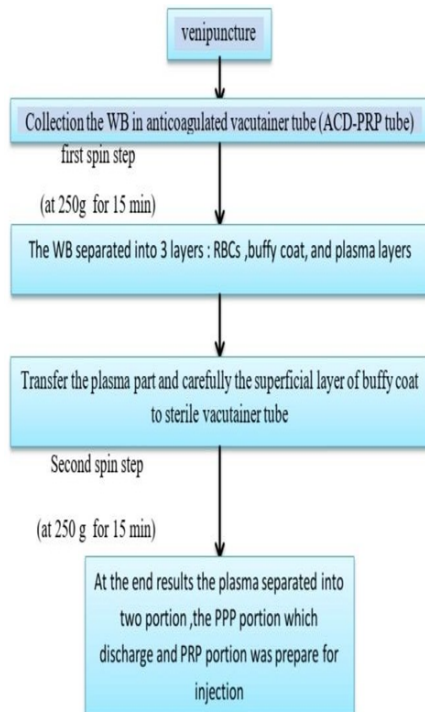 venipuncture
Collection the WB in anticoagulated vacutainer tube (ACD-PRP tube)
first spin step
(at 250g for 15 min)
The WB separated into 3 layers : RBCs ,buffy coat, and plasma layers
Transfer the plasma part and carefully the superficial layer of buffy coat
to sterile vacutainer tube
Second spin step
(at 250 g for 15 min)
At the end results the plasma separated into
two portion ,the PPP portion which
discharge and PRP portion was prepare for
injection